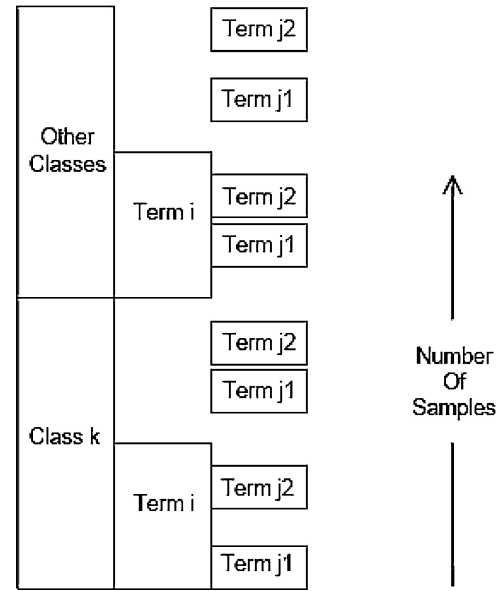 Term j2
Term j1
Other
Classes
Term i
Term j2
Term j1
Term j2
Term j1
Class k
Term i
Term j2
Term j1
Number
Of
Samples